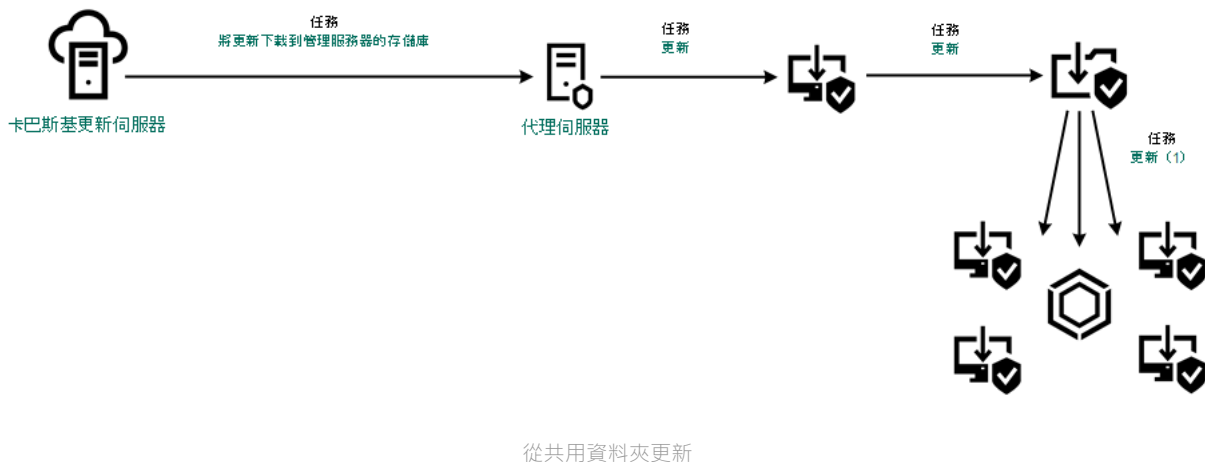 任務
將更新下載到管理服務器的存儲庫
任務
更新
任務
更新
卡巴斯基更新伺服器
代理伺服器
任務
更新（1）
從共用資料夾更新